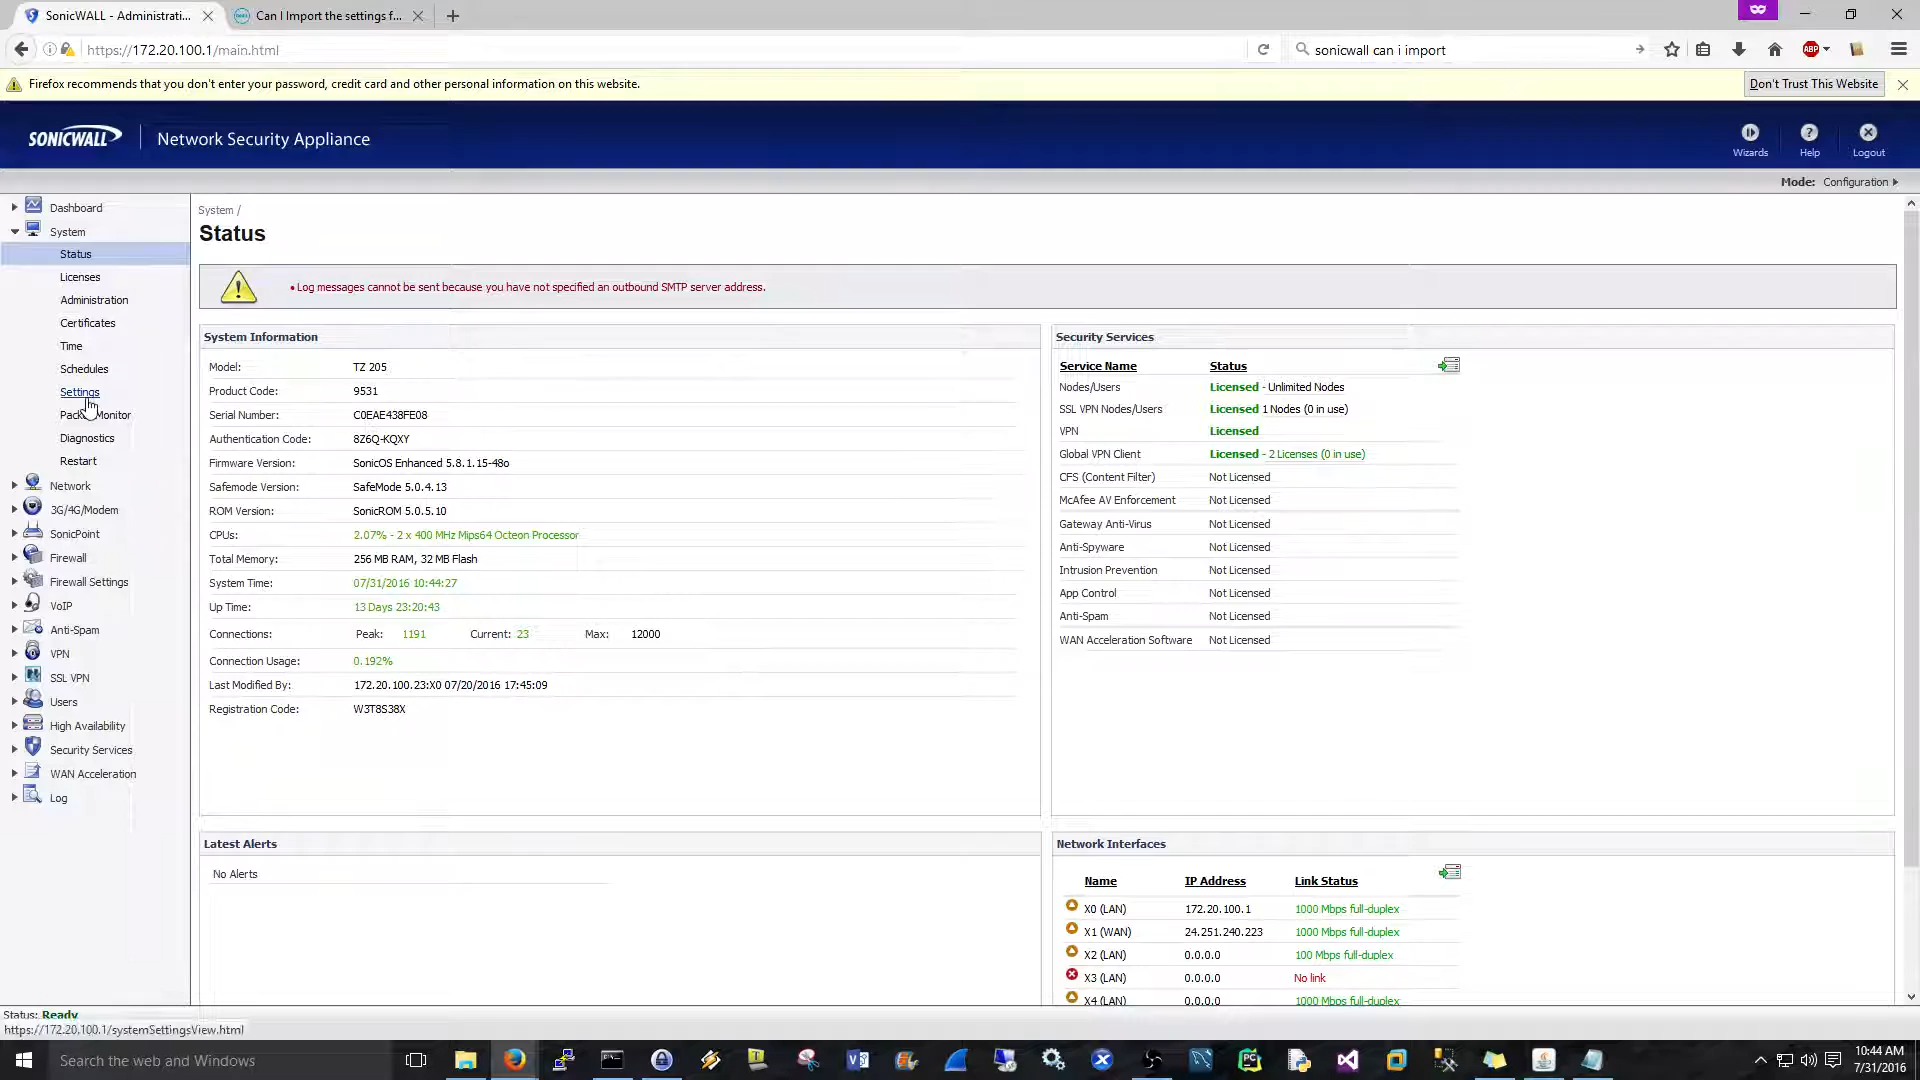 SonicWALL - Administrati...
Can I Import the settings f...
https://172.20.100.1/main.html
sonicwall can i import
ABP
Firefox recommends that you don't enter your password, credit card and other personal information on this website.
Don't Trust This Website
SONICWALL
Network Security Appliance
Wizards
Help
Logout
Mode: Configuration
Dashboard
System
Status
Licenses
Administration
Certificates
Time
Schedules
Settings
Packet Monitor
Diagnostics
Restart
Network
3G/4G/Modem
SonicPoint
Firewall
Firewall Settings
VoIP
Anti-Spam
VPN
SSL VPN
Users
High Availability
Security Services
WAN Acceleration
Log
System /
Status
• Log messages cannot be sent because you have not specified an outbound SMTP server address.
System Information
Model: TZ 205
Product Code: 9531
Serial Number: C0EAE438FE08
Authentication Code: 8Z6Q-KQXY
Firmware Version: SonicOS Enhanced 5.8.1.15-48o
Safemode Version: SafeMode 5.0.4.13
ROM Version: SonicROM 5.0.5.10
CPUs: 2.07% - 2 x 400 MHz Mips64 Octeon Processor
Total Memory: 256 MB RAM, 32 MB Flash
System Time: 07/31/2016 10:44:27
Up Time: 13 Days 23:20:43
Connections: Peak: 1191 Current: 23 Max: 12000
Connection Usage: 0.192%
Last Modified By: 172.20.100.23:X0 07/20/2016 17:45:09
Registration Code: W3T8S38X
Security Services
Service Name Status
Nodes/Users Licensed - Unlimited Nodes
SSL VPN Nodes/Users Licensed 1 Nodes (0 in use)
VPN Licensed
Global VPN Client Licensed - 2 Licenses (0 in use)
CFS (Content Filter) Not Licensed
McAfee AV Enforcement Not Licensed
Gateway Anti-Virus Not Licensed
Anti-Spyware Not Licensed
Intrusion Prevention Not Licensed
App Control Not Licensed
Anti-Spam Not Licensed
WAN Acceleration Software Not Licensed
Latest Alerts
No Alerts
Network Interfaces
Name IP Address Link Status
X0 (LAN) 172.20.100.1 1000 Mbps full-duplex
X1 (WAN) 24.251.240.223 1000 Mbps full-duplex
X2 (LAN) 0.0.0.0 100 Mbps full-duplex
X3 (LAN) 0.0.0.0 No link
X4 (LAN) 0.0.0.0 1000 Mbps full-duplex
Status: Ready
https://172.20.100.1/systemSettingsView.html
Search the web and Windows
10:44 AM
7/31/2016